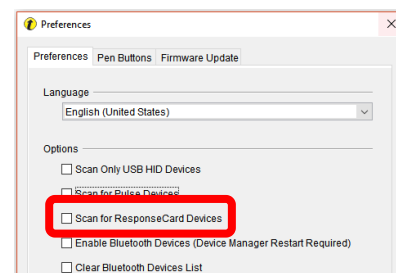 Preferences
Preferences Pen Buttons Firmware Update
Language
English (United States)
Options
Scan Only USB HID Devices
Scan for Pulse Devices
Scan for ResponseCard Devices
Enable Bluetooth Devices (Device Manager Restart Required)
Clear Bluetooth Devices List